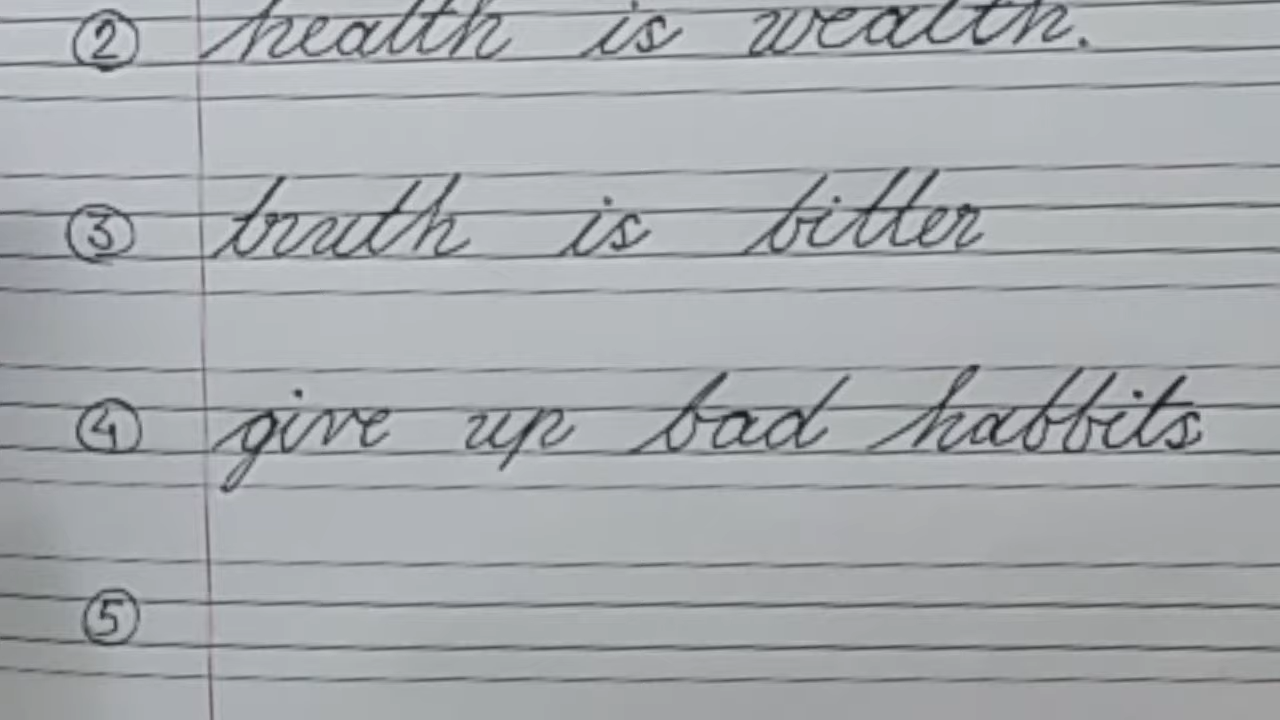 ② health is wealth.
③ truth is bitter
④ give up bad habbits
⑤